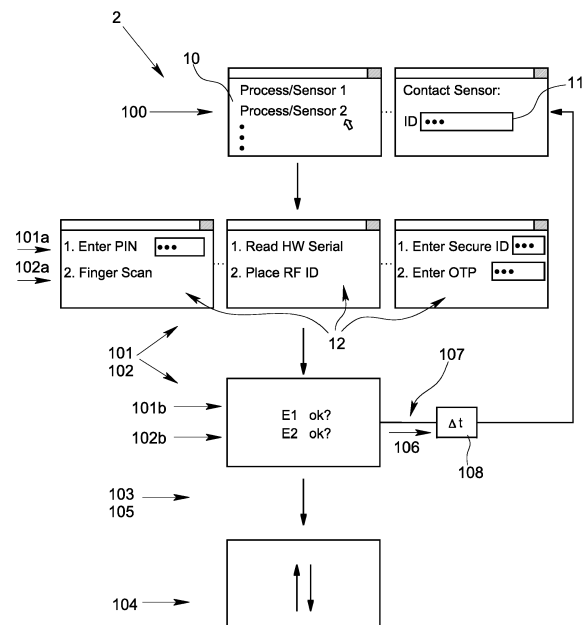 2
10
100
Process/Sensor 1
Process/Sensor 2
Contact Sensor:
ID
11
101a
102a
1. Enter PIN
2. Finger Scan
1. Read HW Serial
2. Place RF ID
1. Enter Secure ID
2. Enter OTP
12
101
102
107
101b
102b
E1 ok?
E2 ok?
106
Δt
108
103
105
104